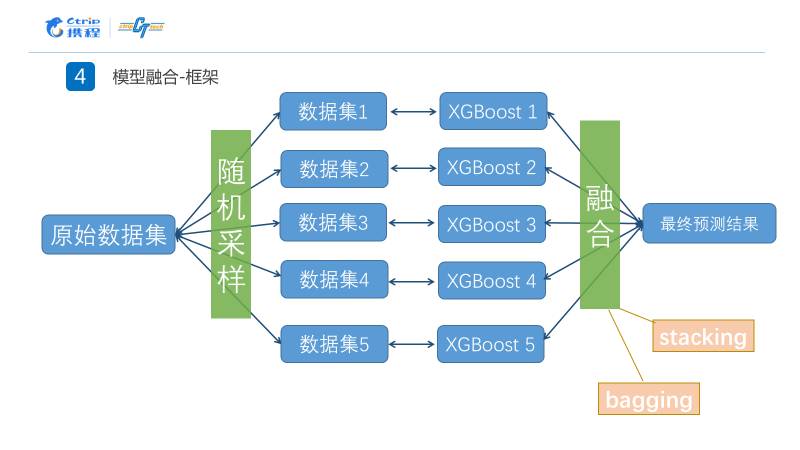 Ctrip
携程
ctrip CT tech
4 模型融合-框架
原始数据集
随机采样
数据集1
数据集2
数据集3
数据集4
数据集5
XGBoost 1
XGBoost 2
XGBoost 3
XGBoost 4
XGBoost 5
融合
最终预测结果
stacking
bagging